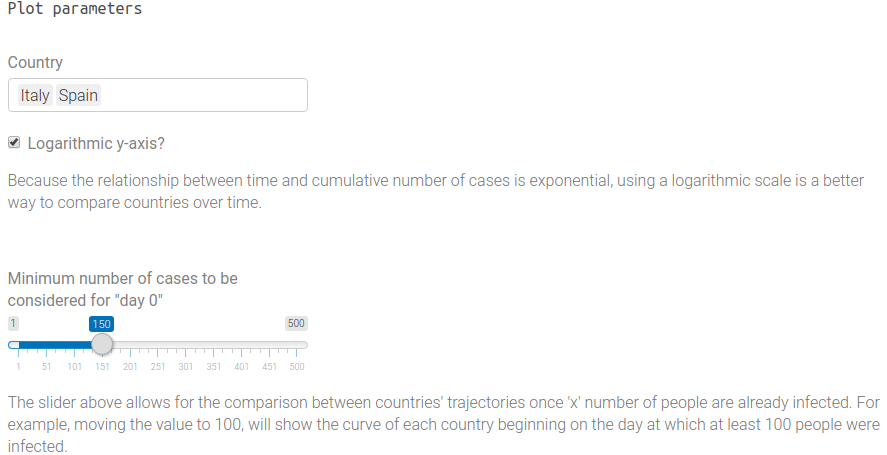 Plot parameters
Country
Italy Spain
Logarithmic y-axis?
Because the relationship between time and cumulative number of cases is exponential, using a logarithmic scale is a better
way to compare countries over time.
Minimum number of cases to be
considered for "day 0"
1 150 500
1 51 101 151 201 251 301 351 401 451 500
The slider above allows for the comparison between countries' trajectories once 'x' number of people are already infected. For
example, moving the value to 100, will show the curve of each country beginning on the day at which at least 100 people were
infected.